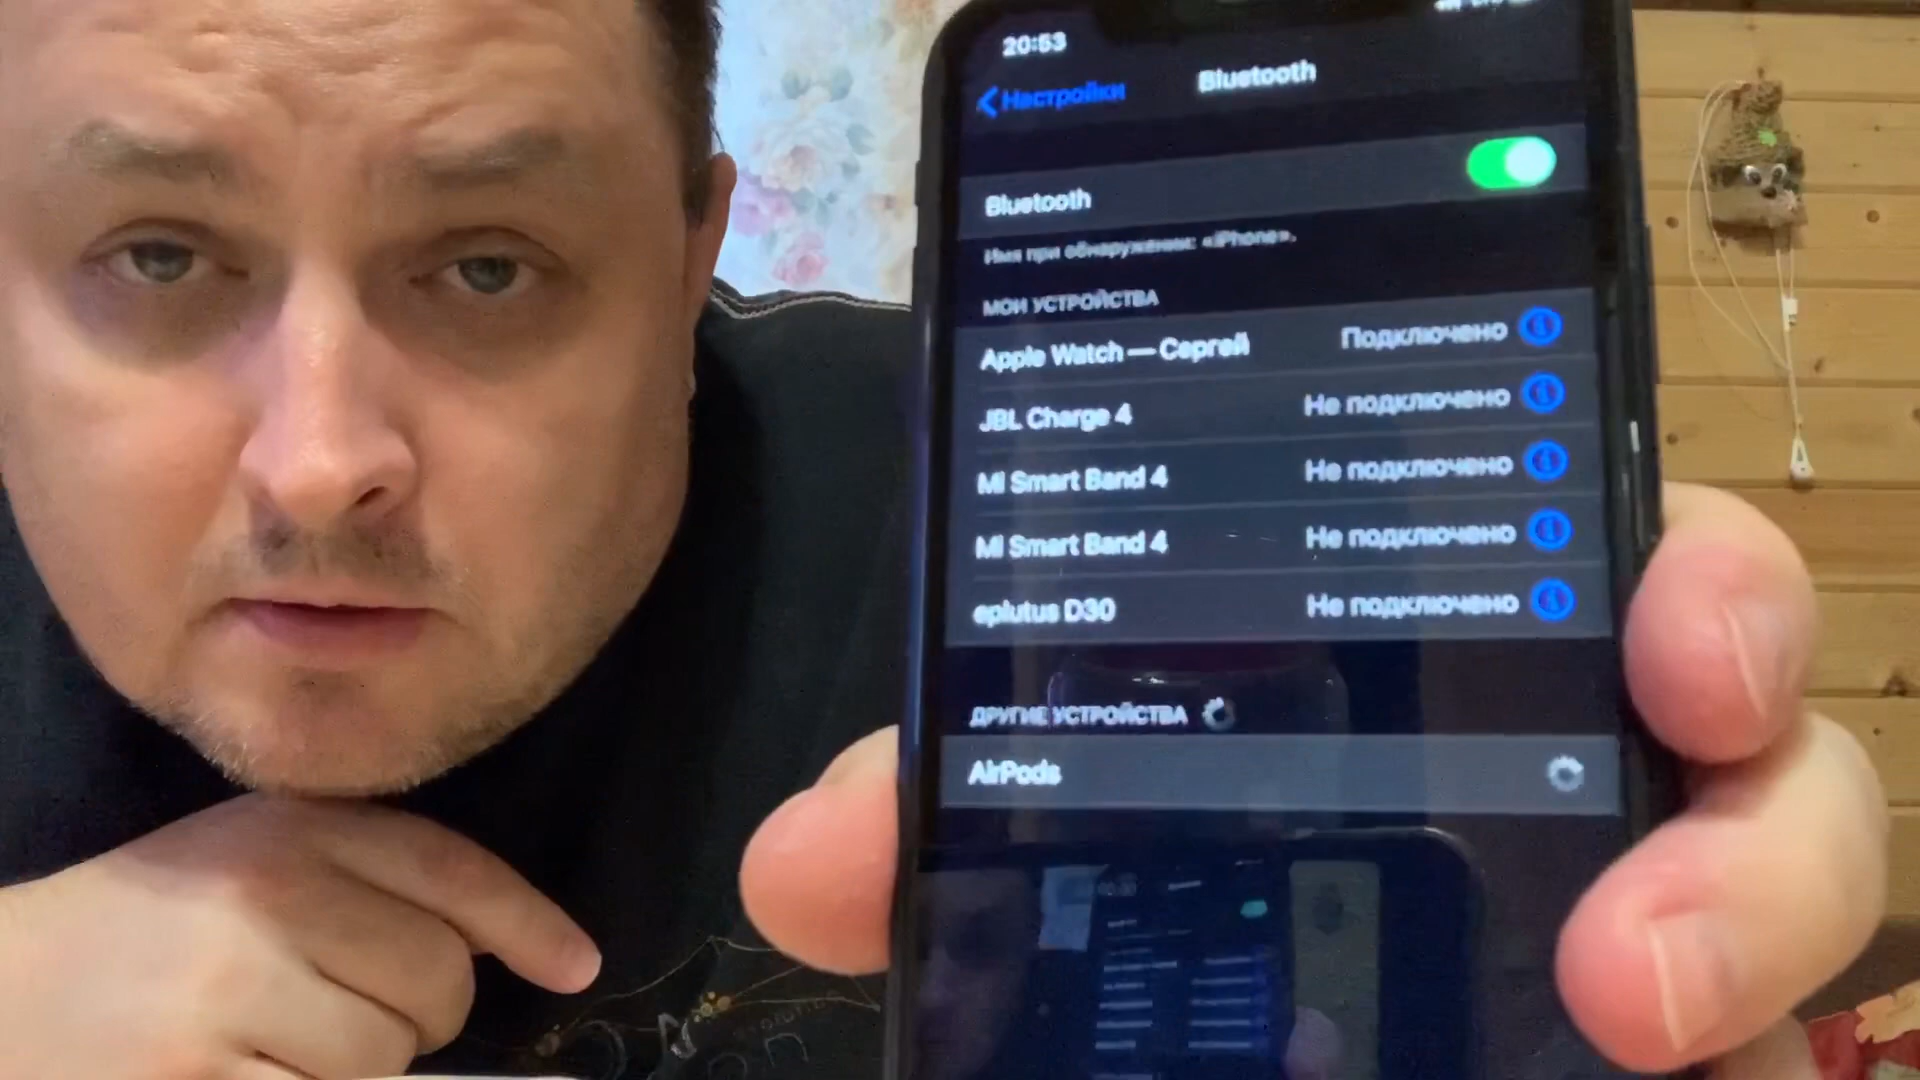 20:53
Настройки
Bluetooth
Bluetooth
Имя при обнаружении: «iPhone».
МОИ УСТРОЙСТВА
Apple Watch — Сергей Подключено
JBL Charge 4 Не подключено
Mi Smart Band 4 Не подключено
Mi Smart Band 4 Не подключено
eplutus D30 Не подключено
ДРУГИЕ УСТРОЙСТВА
AirPods